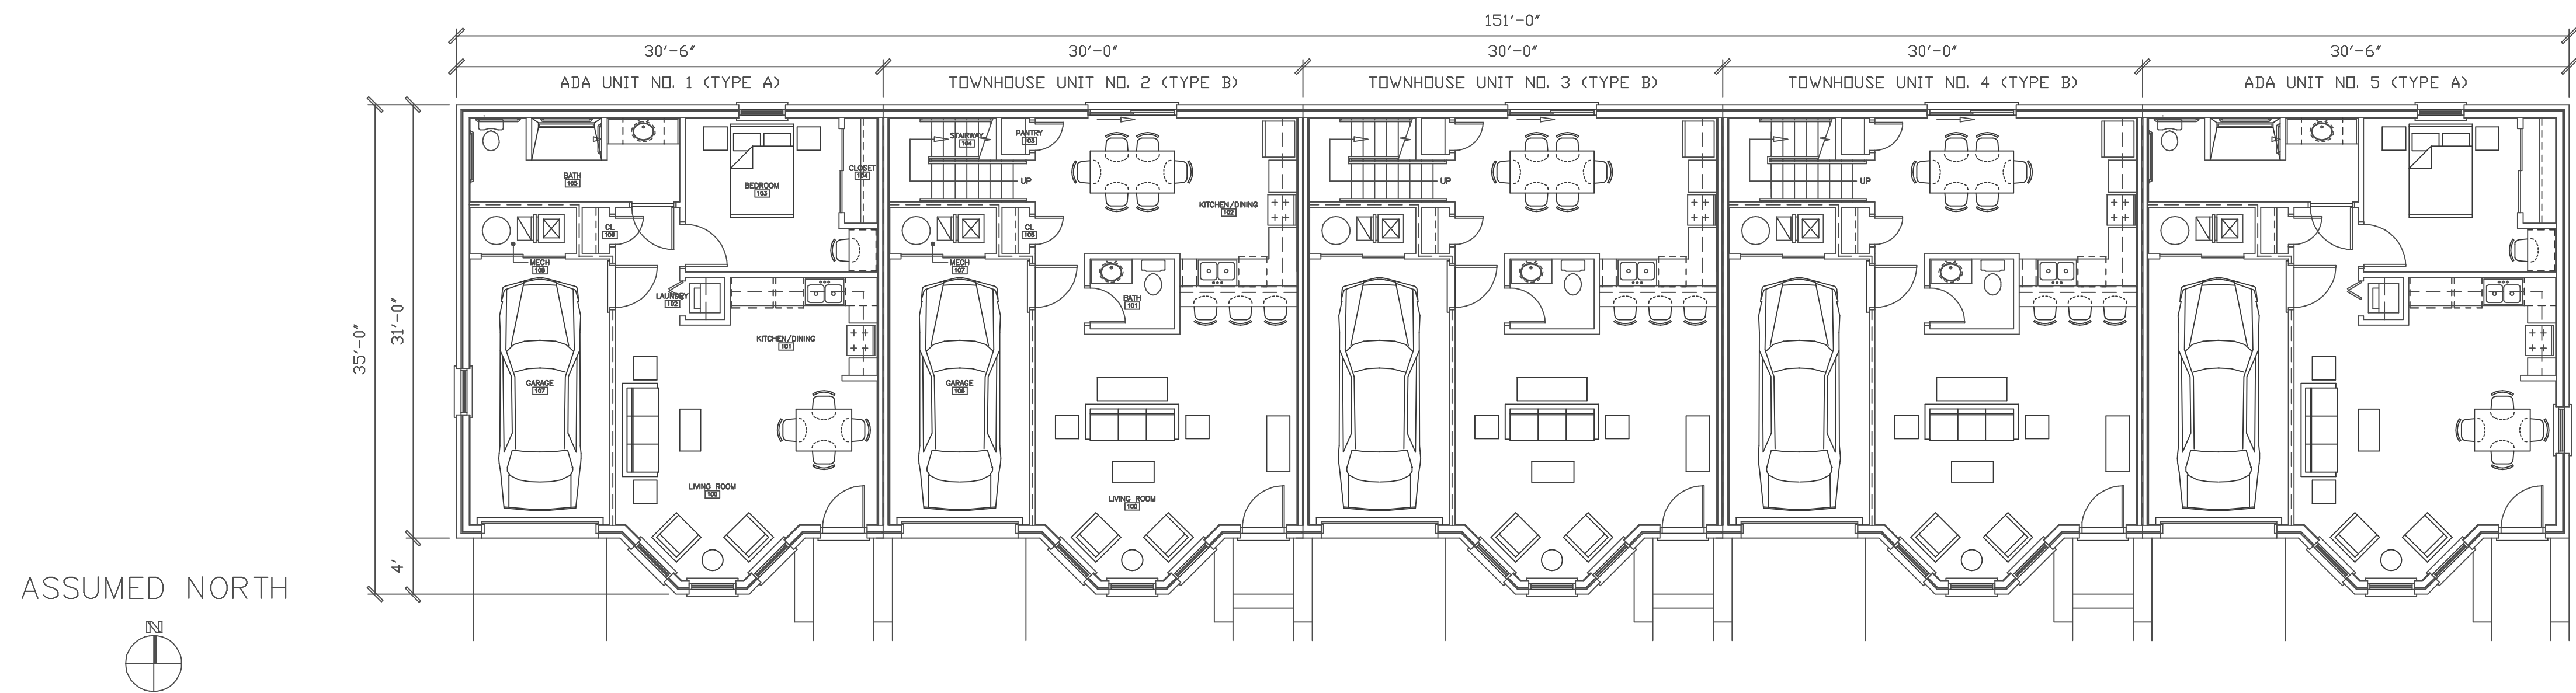 151'-0"
30'-6"
30'-0"
30'-0"
30'-0"
30'-6"
ADA UNIT NO. 1 (TYPE A)
TOWNHOUSE UNIT NO. 2 (TYPE B)
TOWNHOUSE UNIT NO. 3 (TYPE B)
TOWNHOUSE UNIT NO. 4 (TYPE B)
ADA UNIT NO. 5 (TYPE A)
35'-0"
31'-0"
4'
BATH
105
BEDROOM
103
CLOSET
104
CL
106
MECH
108
LAUNDRY
102
KITCHEN/DINING
101
GARAGE
107
LIVING ROOM
100
STAIRWAY
104
PANTRY
103
UP
KITCHEN/DINING
102
CL
105
MECH
107
BATH
101
GARAGE
106
LIVING ROOM
100
UP
UP
ASSUMED NORTH
N